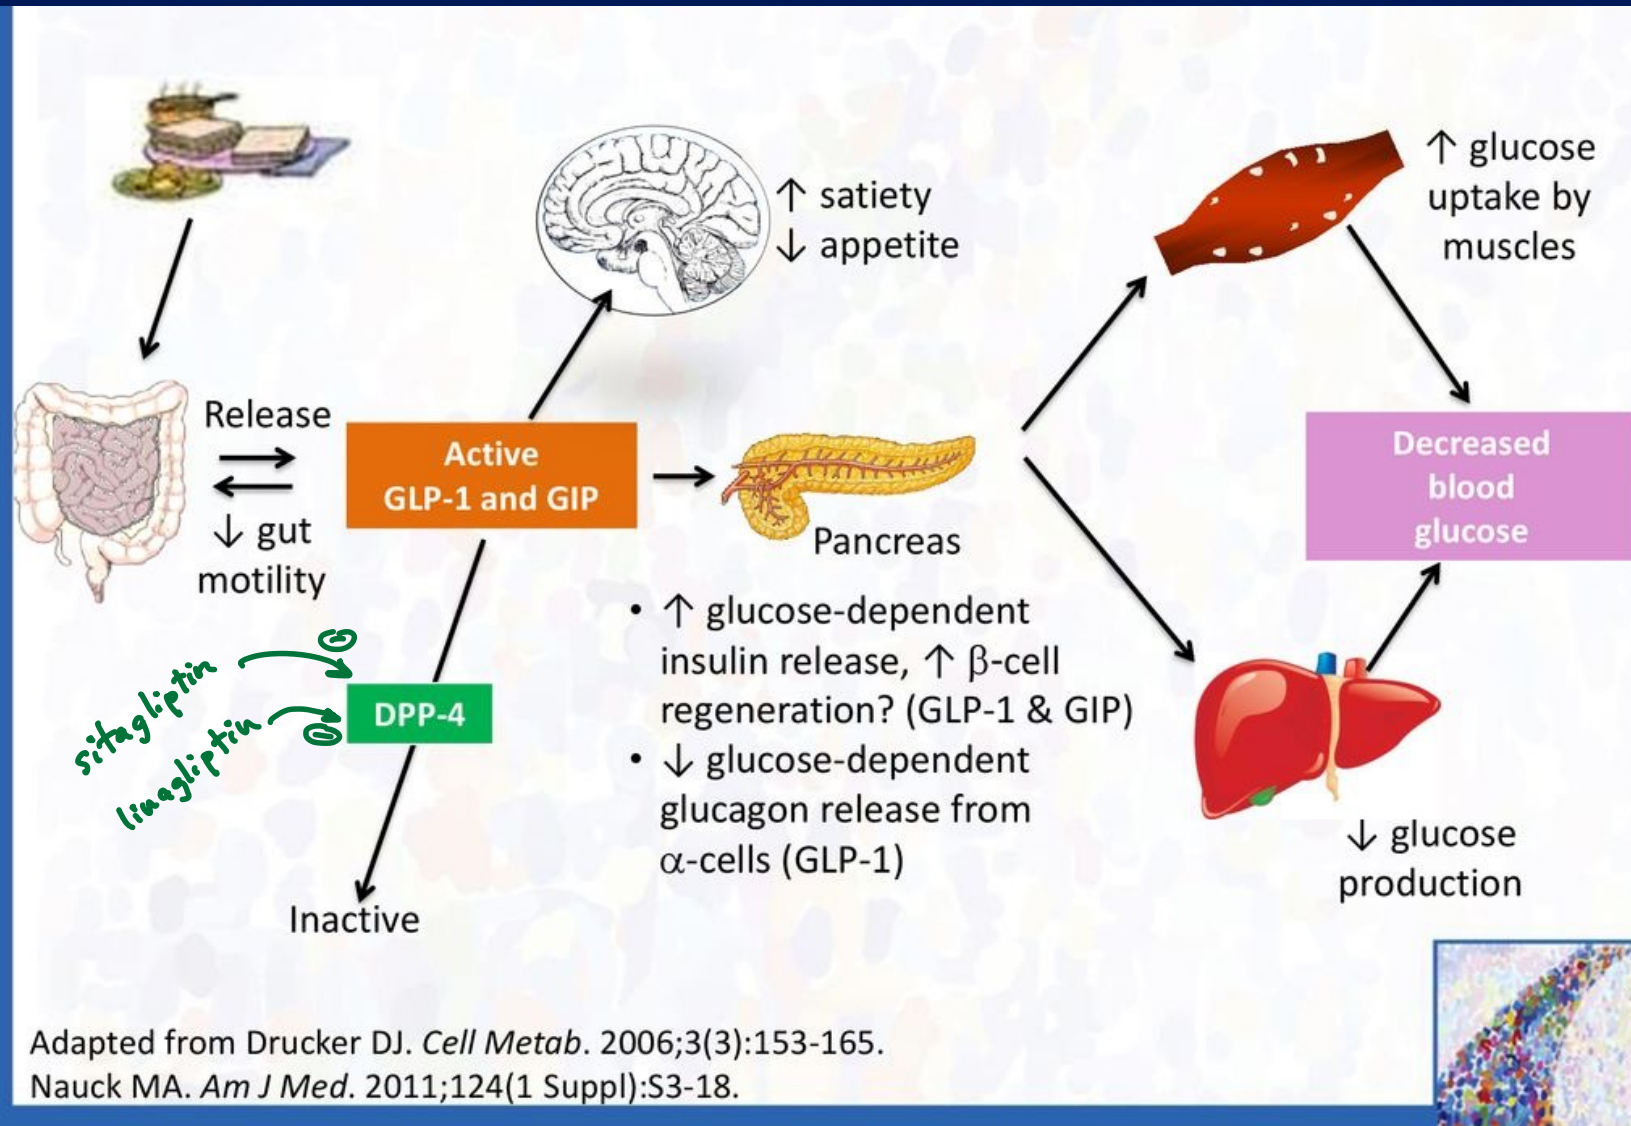 ↑ satiety
↓ appetite
↑ glucose
uptake by
muscles
Release
↓ gut
motility
Active
GLP-1 and GIP
Pancreas
Decreased
blood
glucose
• ↑ glucose-dependent
insulin release, ↑ β-cell
regeneration? (GLP-1 & GIP)
• ↓ glucose-dependent
glucagon release from
α-cells (GLP-1)
sitagliptin
linagliptin
DPP-4
Inactive
↓ glucose
production
Adapted from Drucker DJ. Cell Metab. 2006;3(3):153-165.
Nauck MA. Am J Med. 2011;124(1 Suppl):S3-18.